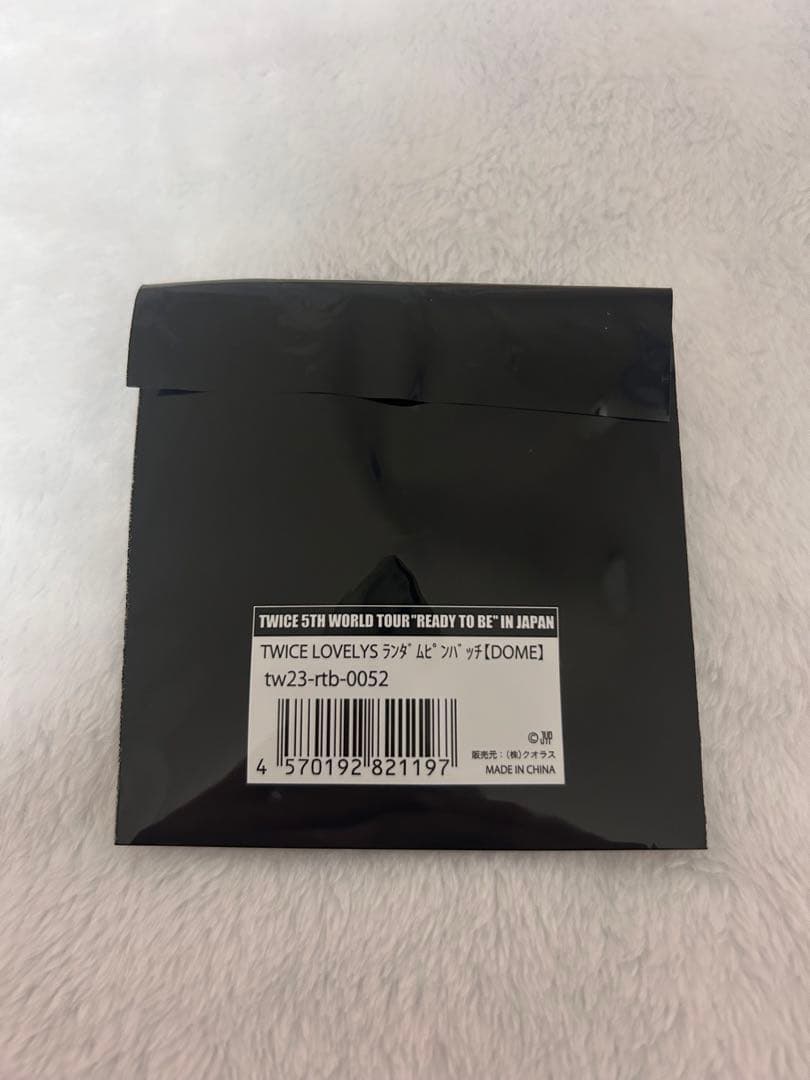 TWICE 5TH WORLD TOUR"READY TO BE" IN JAPAN
TWICE LOVELYS ﾗﾝﾀﾞﾑﾋﾟﾝﾊﾞｯﾁ【DOME】
tw23-rtb-0052
4 570192 821197
© JYP
販売元：(株)クオラス
MADE IN CHINA